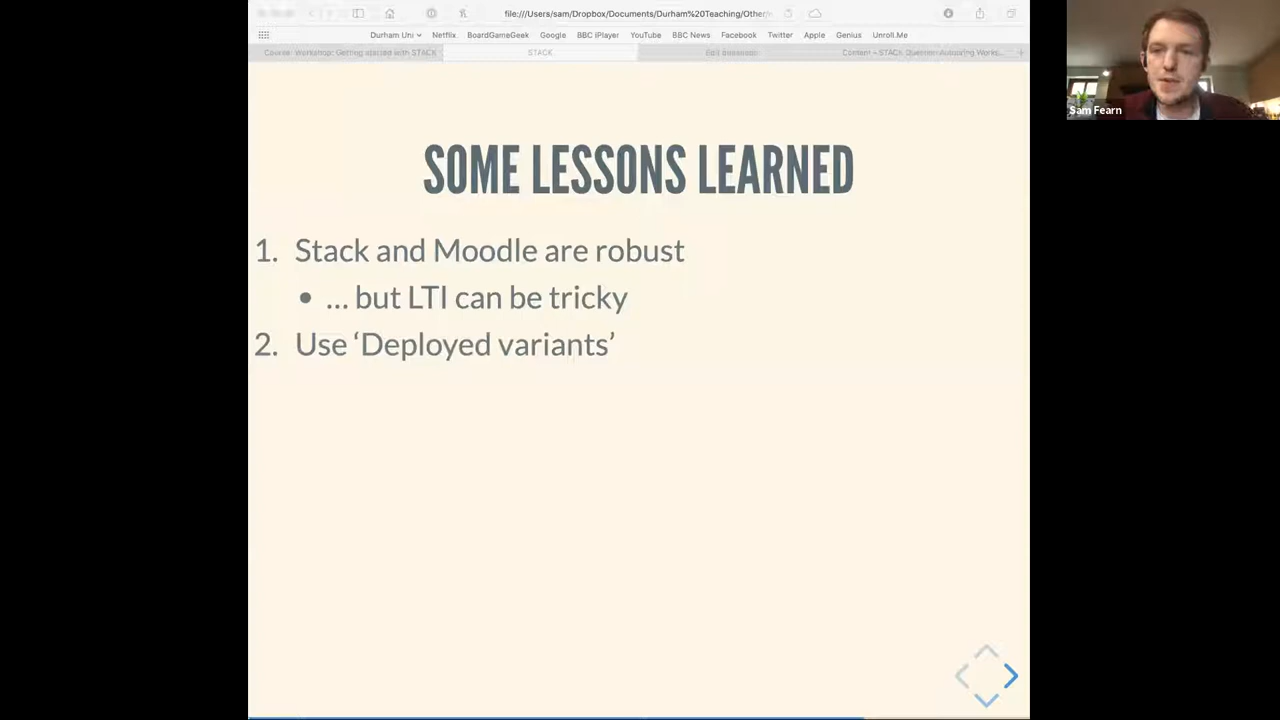 file:///Users/sam/Dropbox/Documents/Durham%20Teaching/Other/
Durham Uni Netflix BoardGameGeek Google BBC iPlayer YouTube BBC News Facebook Twitter Apple Genius Unroll.Me
Course: Workshop: Getting started with STACK STACK Edit question Content – STACK Question Authoring Works...
Sam Fearn
SOME LESSONS LEARNED
1. Stack and Moodle are robust
• ... but LTI can be tricky
2. Use ‘Deployed variants’